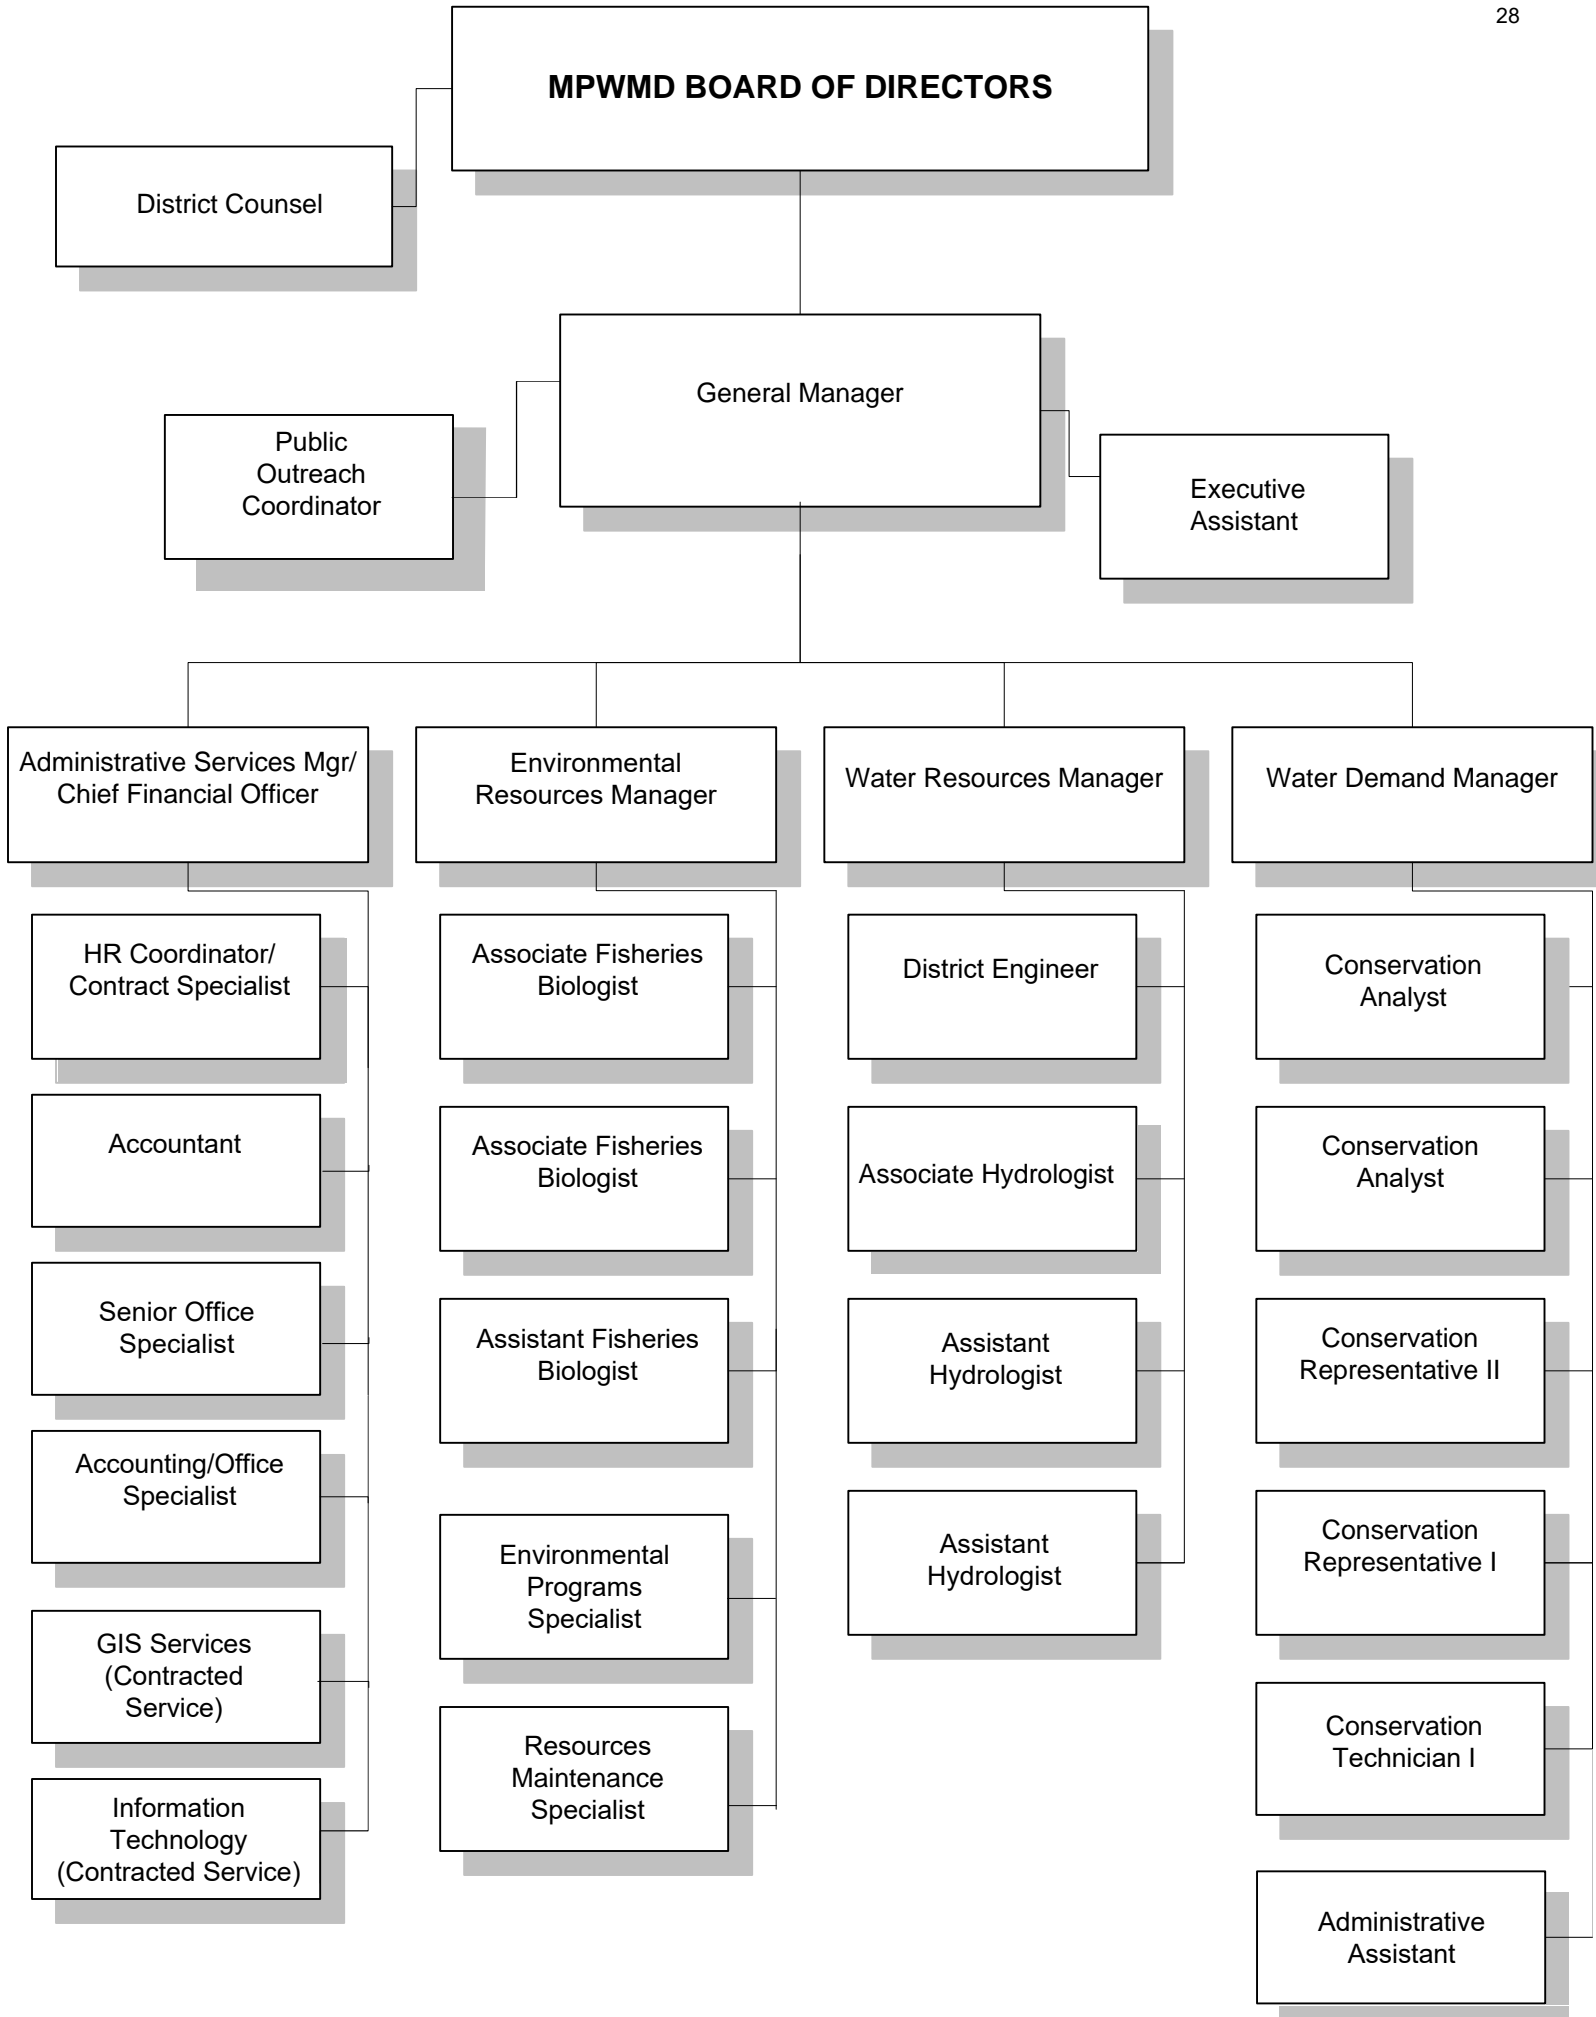 28
MPWMD BOARD OF DIRECTORS
District Counsel
General Manager
Public
Outreach
Coordinator
Executive
Assistant
Administrative Services Mgr/
Chief Financial Officer
Environmental
Resources Manager
Water Resources Manager
Water Demand Manager
HR Coordinator/
Contract Specialist
Accountant
Senior Office
Specialist
Accounting/Office
Specialist
GIS Services
(Contracted
Service)
Information
Technology
(Contracted Service)
Associate Fisheries
Biologist
Associate Fisheries
Biologist
Assistant Fisheries
Biologist
Environmental
Programs
Specialist
Resources
Maintenance
Specialist
District Engineer
Associate Hydrologist
Assistant
Hydrologist
Assistant
Hydrologist
Conservation
Analyst
Conservation
Analyst
Conservation
Representative II
Conservation
Representative I
Conservation
Technician I
Administrative
Assistant